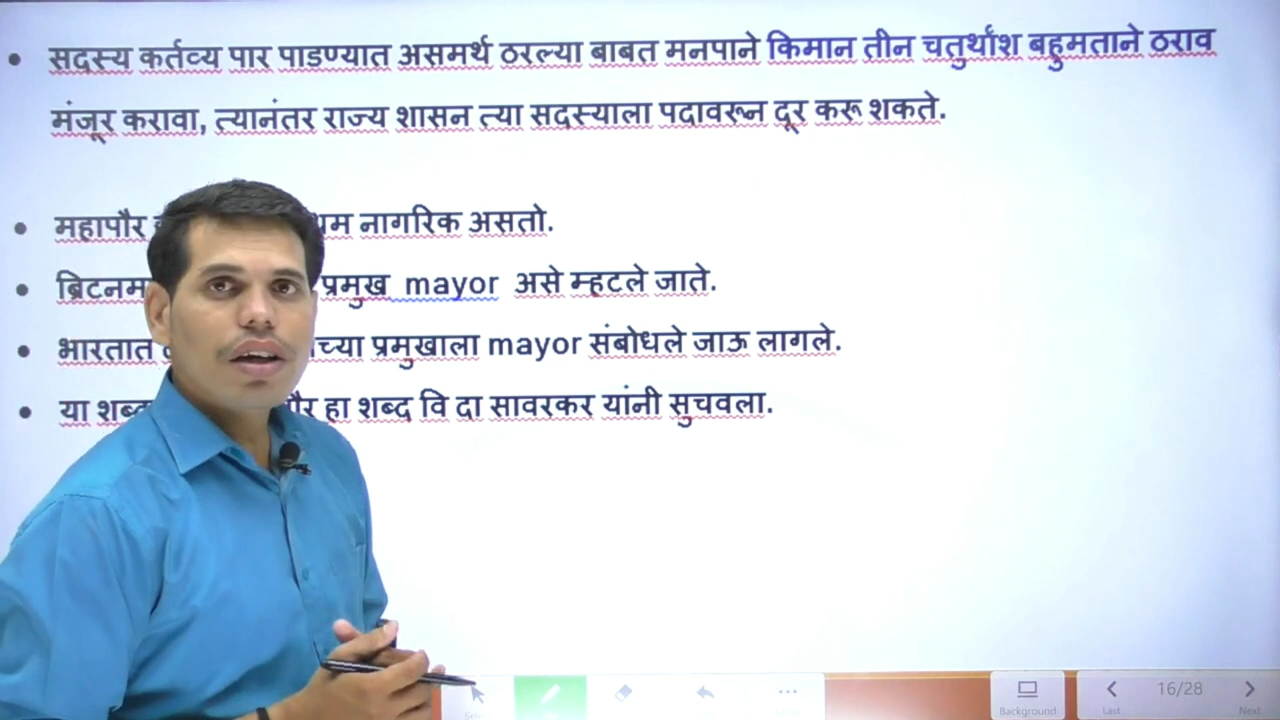 सदस्य कर्तव्य पार पाडण्यात असमर्थ ठरल्या बाबत मनपाने किमान तीन चतुर्थांश बहुमताने ठराव
मंजूर करावा, त्यानंतर राज्य शासन त्या सदस्याला पदावरून दूर करू शकते.
महापौर नागरिक असतो.
प्रमुख mayor असे म्हटले जाते.
भारतात प्रमुखाला mayor संबोधले जाऊ लागले.
या हा शब्द वि दा सावरकर यांनी सुचवला.
Background
Last
16/28
Next